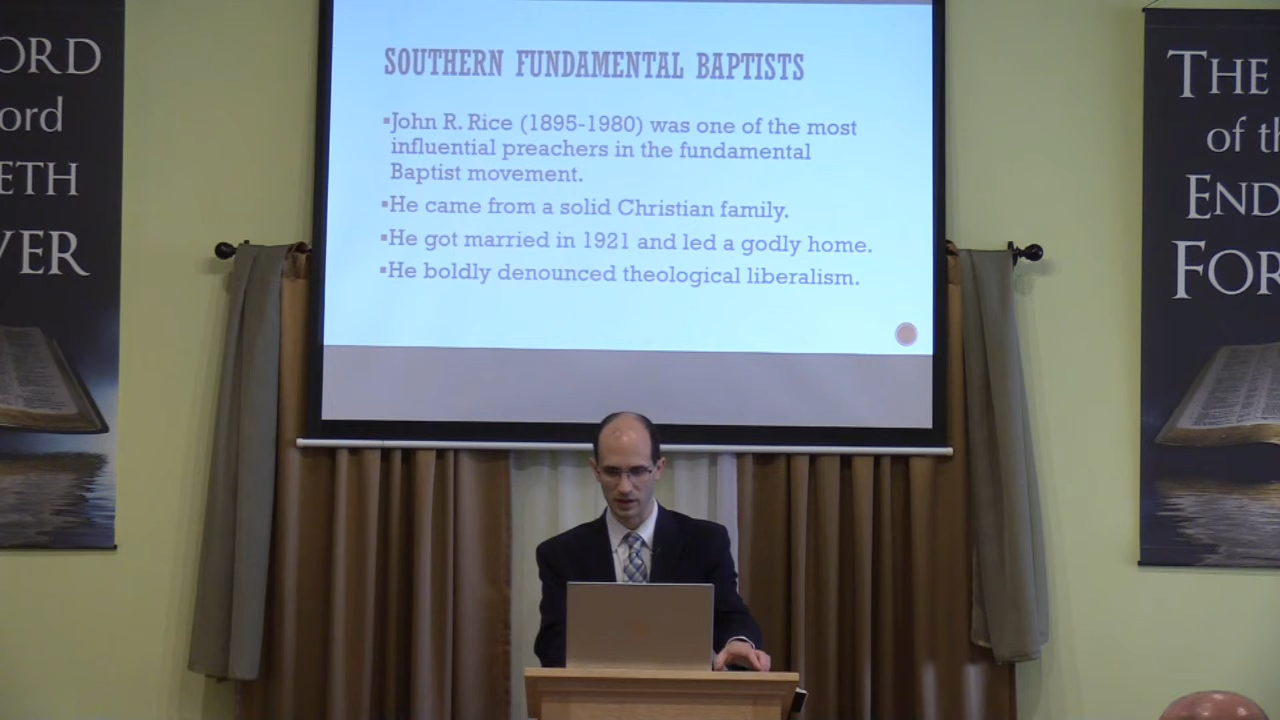 ORD
ord
ETH
VER
SOUTHERN FUNDAMENTAL BAPTISTS
▪John R. Rice (1895-1980) was one of the most
influential preachers in the fundamental
Baptist movement.
▪He came from a solid Christian family.
▪He got married in 1921 and led a godly home.
▪He boldly denounced theological liberalism.
THE
of th
END
FOR